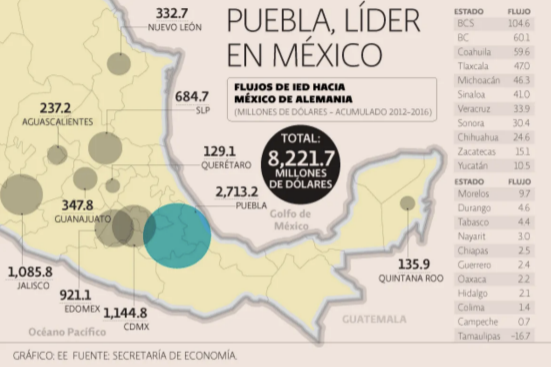 PUEBLA, LÍDER
EN MÉXICO
FLUJOS DE IED HACIA
MÉXICO DE ALEMANIA
(MILLONES DE DÓLARES – ACUMULADO 2012–2016)
TOTAL:
8,221.7
MILLONES
DE DÓLARES
332.7
NUEVO LEÓN
684.7
SLP
237.2
AGUASCALIENTES
129.1
QUERÉTARO
2,713.2
PUEBLA
347.8
GUANAJUATO
Golfo de
México
1,085.8
JALISCO
921.1
EDOMEX
1,144.8
CDMX
135.9
QUINTANA ROO
GUATEMALA
Océano Pacífico
ESTADO FLUJO
BCS 104.6
BC 60.1
Coahuila 59.6
Tlaxcala 47.0
Michoacán 46.3
Sinaloa 41.0
Veracruz 33.9
Sonora 30.4
Chihuahua 24.6
Zacatecas 15.1
Yucatán 10.5
ESTADO FLUJO
Morelos 9.7
Durango 4.6
Tabasco 4.4
Nayarit 3.0
Chiapas 2.5
Guerrero 2.4
Oaxaca 2.2
Hidalgo 2.1
Colima 1.4
Campeche 0.7
Tamaulipas -16.7
GRÁFICO: EE FUENTE: SECRETARÍA DE ECONOMÍA.